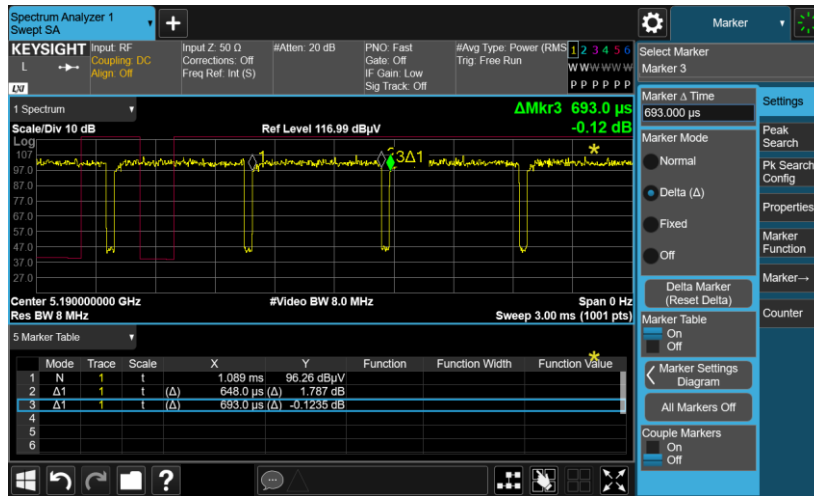 Spectrum Analyzer 1
Swept SA
Marker
KEYSIGHT
L
LXI
Input: RF
Coupling: DC
Align: Off
Input Z: 50 Ω
Corrections: Off
Freq Ref: Int (S)
#Atten: 20 dB
PNO: Fast
Gate: Off
IF Gain: Low
Sig Track: Off
#Avg Type: Power (RMS
Trig: Free Run
1 2 3 4 5 6
W W W W W W
P P P P P P
Select Marker
Marker 3
1 Spectrum
ΔMkr3 693.0 µs
-0.12 dB
Scale/Div 10 dB
Ref Level 116.99 dBµV
Log
107
97.0
87.0
77.0
67.0
57.0
47.0
37.0
27.0
1
3Δ1
Center 5.190000000 GHz
Res BW 8 MHz
#Video BW 8.0 MHz
Span 0 Hz
Sweep 3.00 ms (1001 pts)
5 Marker Table
Mode Trace Scale X Y Function Function Width Function Value
1 N 1 t 1.089 ms 96.26 dBµV
2 Δ1 1 t (Δ) 648.0 µs (Δ) 1.787 dB
3 Δ1 1 t (Δ) 693.0 µs (Δ) -0.1235 dB
4
5
6
Marker Δ Time
693.000 µs
Marker Mode
Normal
Delta (Δ)
Fixed
Off
Delta Marker
(Reset Delta)
Marker Table
On
Off
Marker Settings
Diagram
All Markers Off
Couple Markers
On
Off
Settings
Peak
Search
Pk Search
Config
Properties
Marker
Function
Marker→
Counter
?